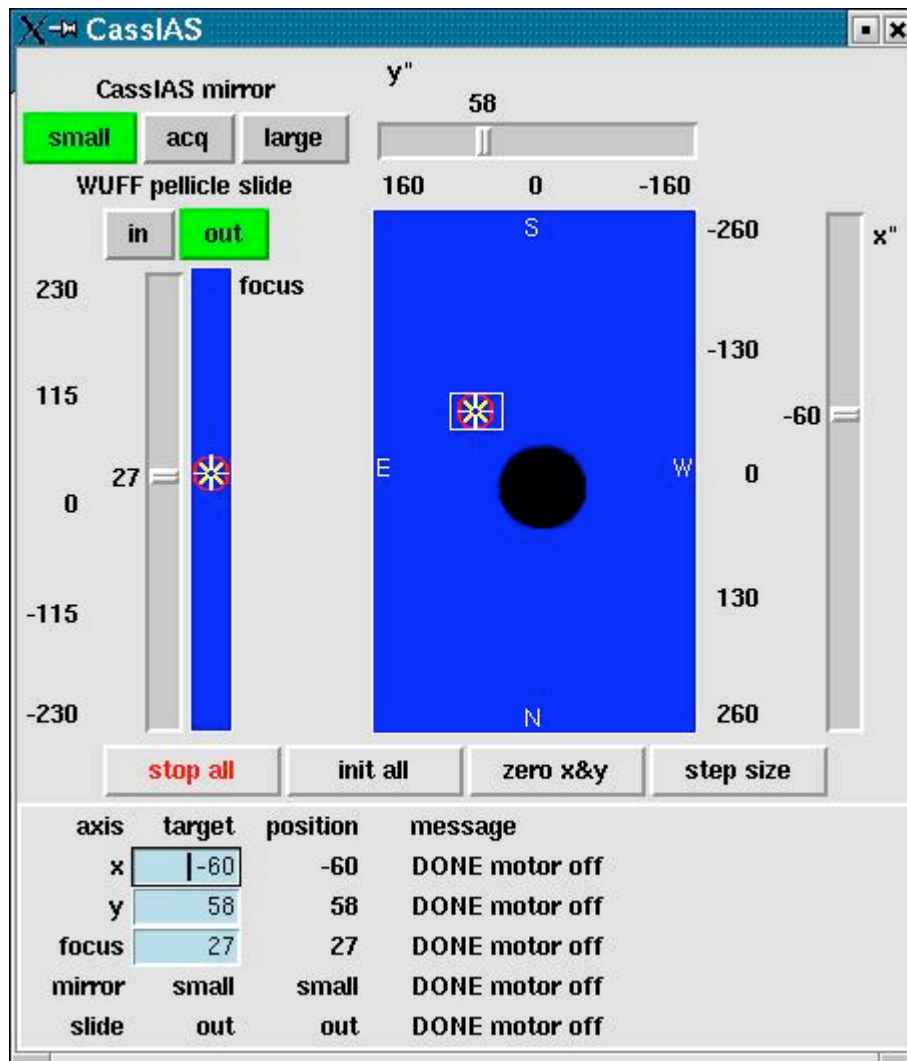 CassIAS
y"
CassIAS mirror
58
small acq large
WUFF pellicle slide
160 0 -160
in out
S
-260
x"
230
focus
-130
115
-60
E
W
27
0
0
130
-115
-230
N
260
stop all init all zero x&y step size
axis target position message
x -60 -60 DONE motor off
y 58 58 DONE motor off
focus 27 27 DONE motor off
mirror small small DONE motor off
slide out out DONE motor off